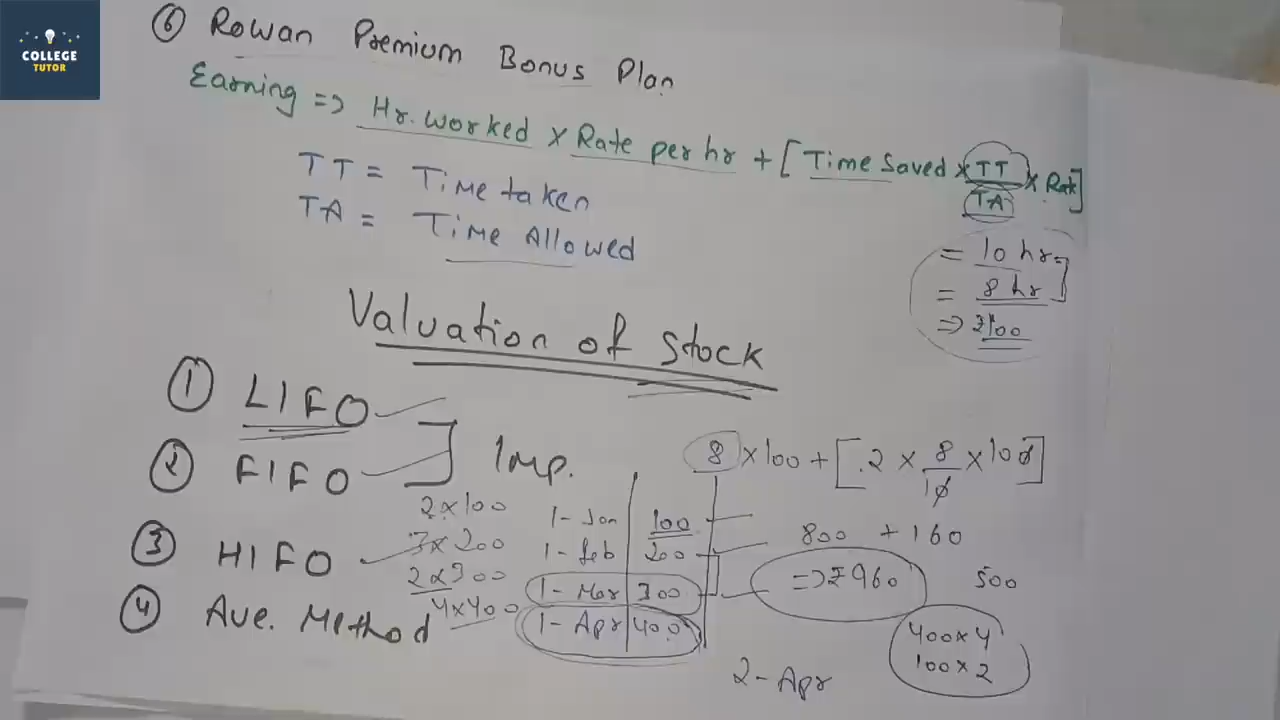 COLLEGE
TUTOR
⑥ Rowan Premium Bonus Plan
Earning => Hr. worked × Rate per hr + [Time Saved × TT/TA × Rate]
TT = Time taken
TA = Time Allowed
= 10 hr
= 8 hr
=> ₹100
Valuation of Stock
① LIFO
② FIFO
Imp.
③ HIFO
④ Ave. Method
2×100
3×200
2×300
4×400
1- Jan 100
1- feb 200
1- Mar 300
1- Apr 400
2- Apr
8 × 100 + [.2 × 8/10 × 100]
800 + 160
=> ₹960
500
400×4
100×2